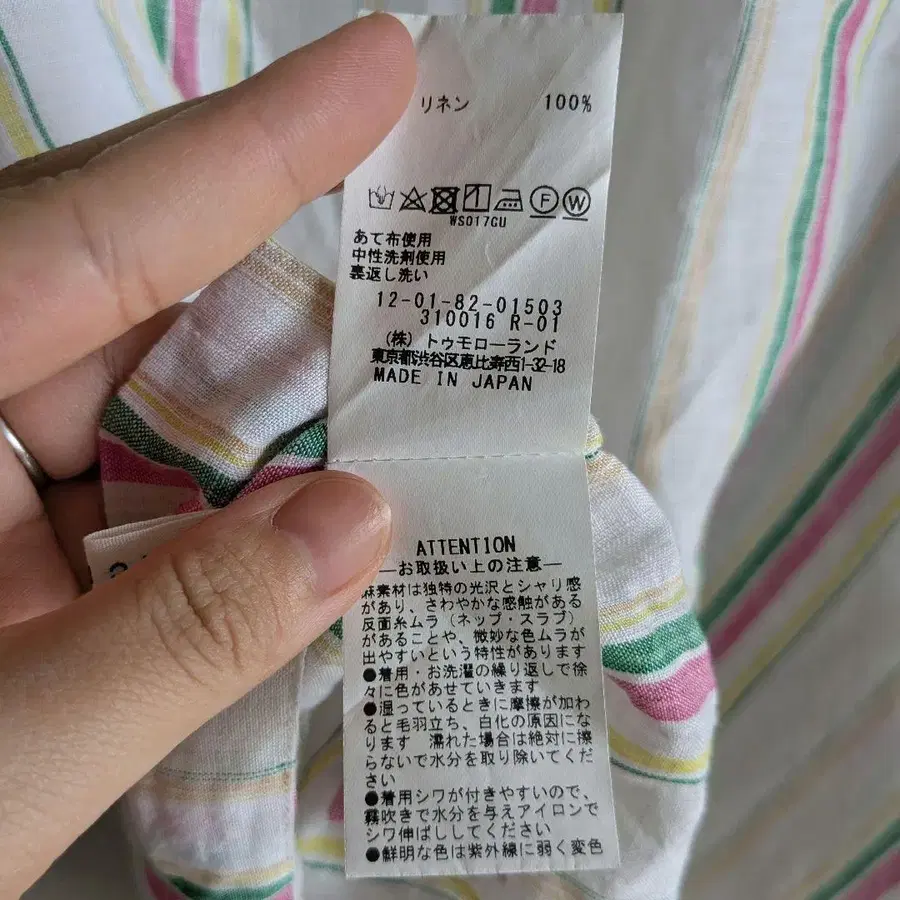 リネン 100%
F W
WS017GU
あて布使用
中性洗剤使用
裏返し洗い
12-01-82-01503
310016 R-01
(株) トゥモローランド
東京都渋谷区恵比寿西1-32-18
MADE IN JAPAN
ATTENTION
―お取扱い上の注意―
麻素材は独特の光沢とシャリ感
があり、さわやかな感触がある
反面糸ムラ (ネップ・スラブ)
があることや、微妙な色ムラが
出やすいという特性があります
●着用・お洗濯の繰り返しで徐
々に色があせていきます
●湿っているときに摩擦が加わ
ると毛羽立ち、白化の原因にな
ります 濡れた場合は絶対に擦
らないで水分を取り除いてくだ
さい
●着用シワが付きやすいので、
霧吹きで水分を与えアイロンで
シワ伸ばししてください
●鮮明な色は紫外線に弱く変色